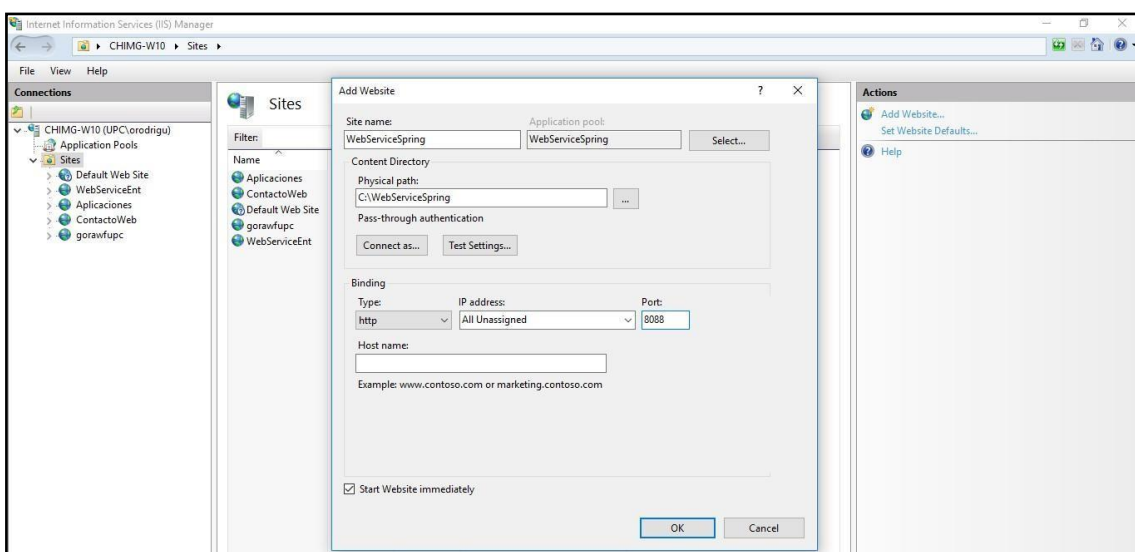 Internet Information Services (IIS) Manager
CHIMG-W10 Sites
File View Help
Connections
CHIMG-W10 (UPC\orodrigu)
Application Pools
Sites
Default Web Site
WebServiceEnt
Aplicaciones
ContactoWeb
gorawfupc
Sites
Filter:
Name
Aplicaciones
ContactoWeb
Default Web Site
gorawfupc
WebServiceEnt
Add Website
? X
Site name:
Application pool:
WebServiceSpring
WebServiceSpring
Select...
Content Directory
Physical path:
C:\WebServiceSpring
...
Pass-through authentication
Connect as...
Test Settings...
Binding
Type:
IP address:
Port:
http
All Unassigned
8088
Host name:
Example: www.contoso.com or marketing.contoso.com
Start Website immediately
OK
Cancel
Actions
Add Website...
Set Website Defaults...
Help